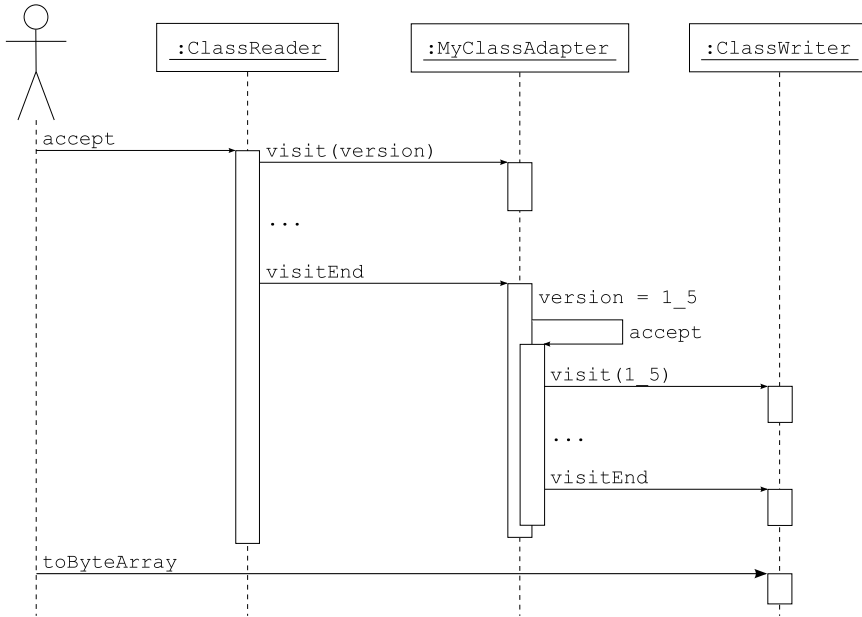 :ClassReader
:MyClassAdapter
:ClassWriter
accept
visit(version)
...
visitEnd
version = 1_5
accept
visit(1_5)
...
visitEnd
toByteArray